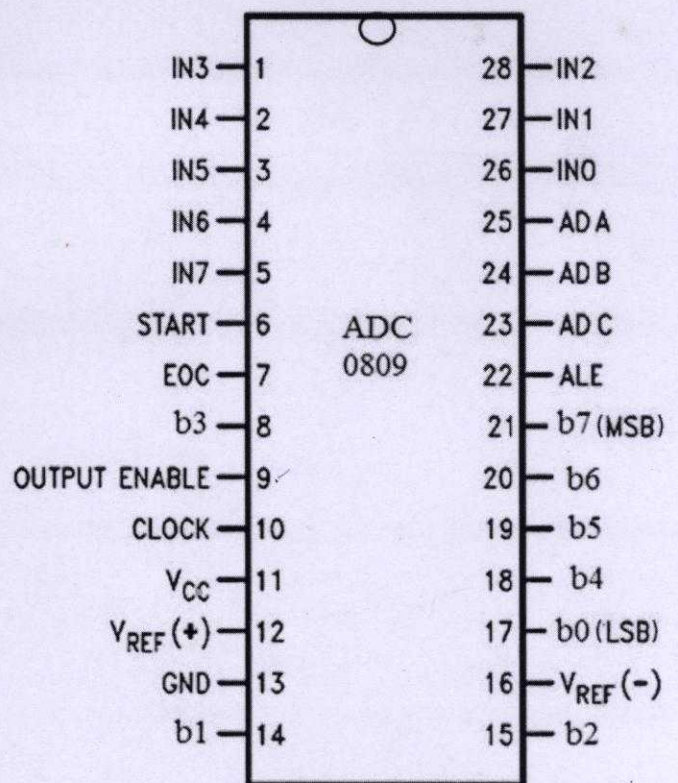 IN3 1 28 IN2
IN4 2 27 IN1
IN5 3 26 IN0
IN6 4 25 ADA
IN7 5 24 ADB
START 6 ADC 23 ADC
EOC 7 0809 22 ALE
b3 8 21 b7 (MSB)
OUTPUT ENABLE 9 20 b6
CLOCK 10 19 b5
VCC 11 18 b4
VREF (+) 12 17 b0 (LSB)
GND 13 16 VREF (-)
b1 14 15 b2